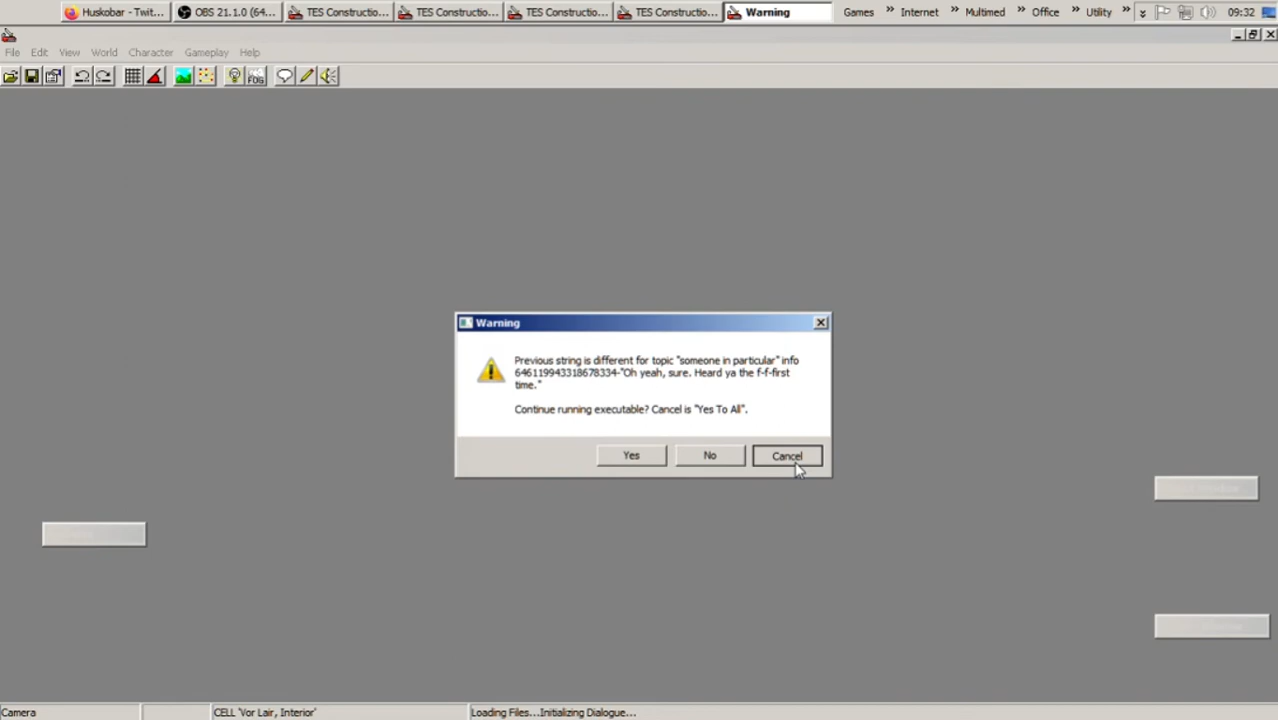 Huskobar - Twit...
OBS 21.1.0 (64...
TES Constructio...
TES Constructio...
TES Constructio...
TES Constructio...
Warning
Games
Internet
Multimed
Office
Utility
09:32
File Edit View World Character Gameplay Help
FOG
Warning
Previous string is different for topic "someone in particular" info
646119943318678334-"Oh yeah, sure. Heard ya the f-f-first
time."
Continue running executable? Cancel is "Yes To All".
Yes No Cancel
Camera
CELL 'Vor Lair, Interior'
Loading Files...Initializing Dialogue...